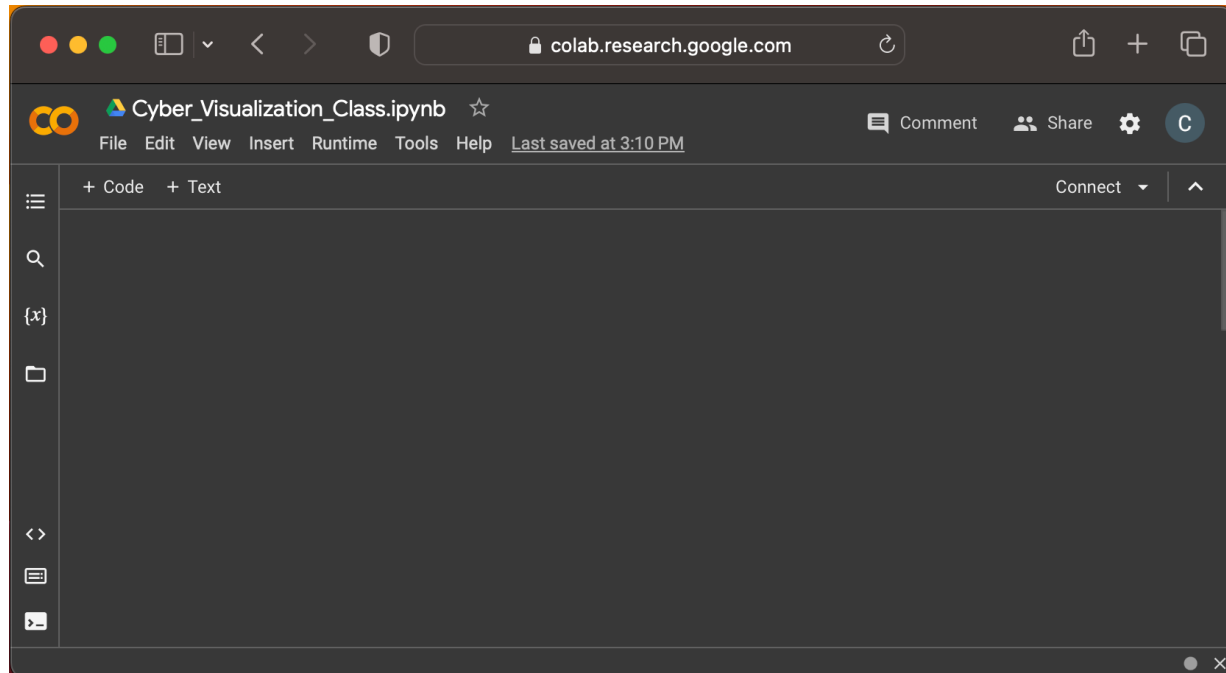 colab.research.google.com
Cyber_Visualization_Class.ipynb
Comment Share C
File Edit View Insert Runtime Tools Help Last saved at 3:10 PM
+ Code + Text Connect
{x}